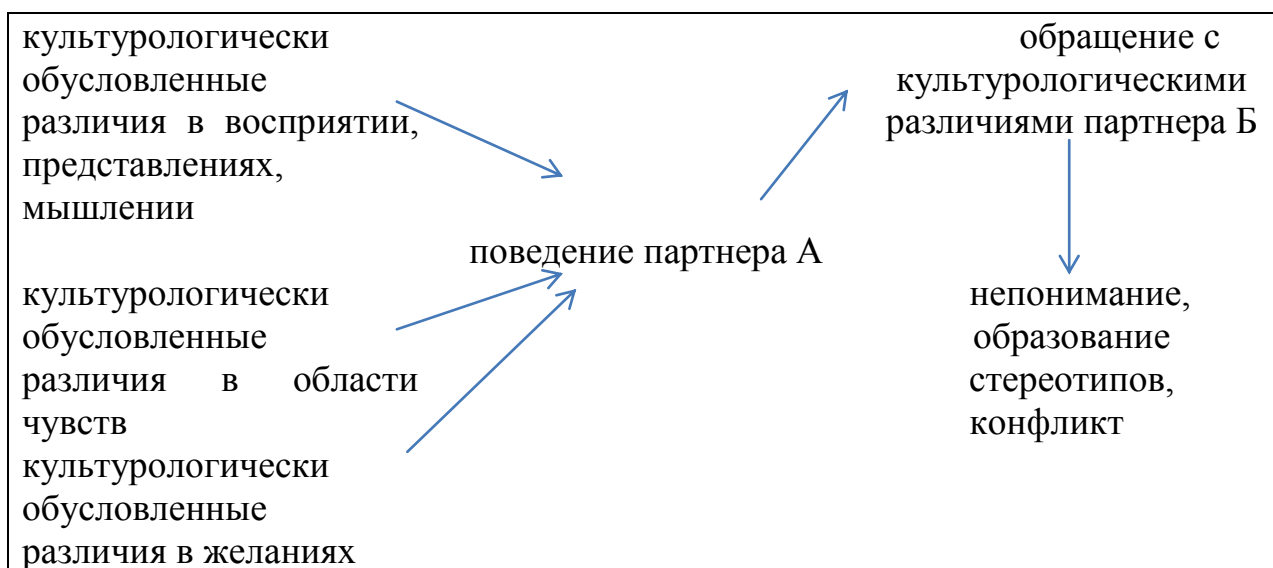 культурологически
обусловленные
различия в восприятии,
представлениях,
мышлении
культурологически
обусловленные
различия в области
чувств
культурологически
обусловленные
различия в желаниях
поведение партнера А
обращение с
культурологическими
различиями партнера Б
непонимание,
образование
стереотипов,
конфликт